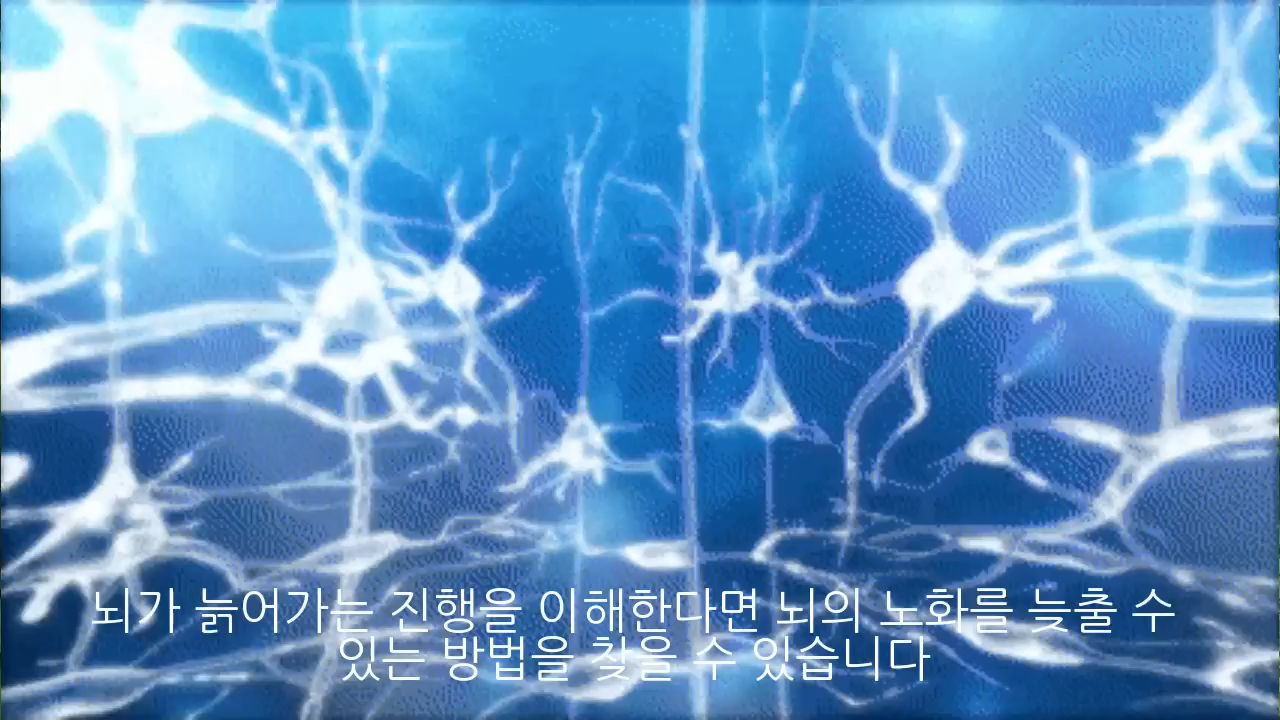 뇌가 늙어가는 진행을 이해한다면 뇌의 노화를 늦출 수
있는 방법을 찾을 수 있습니다